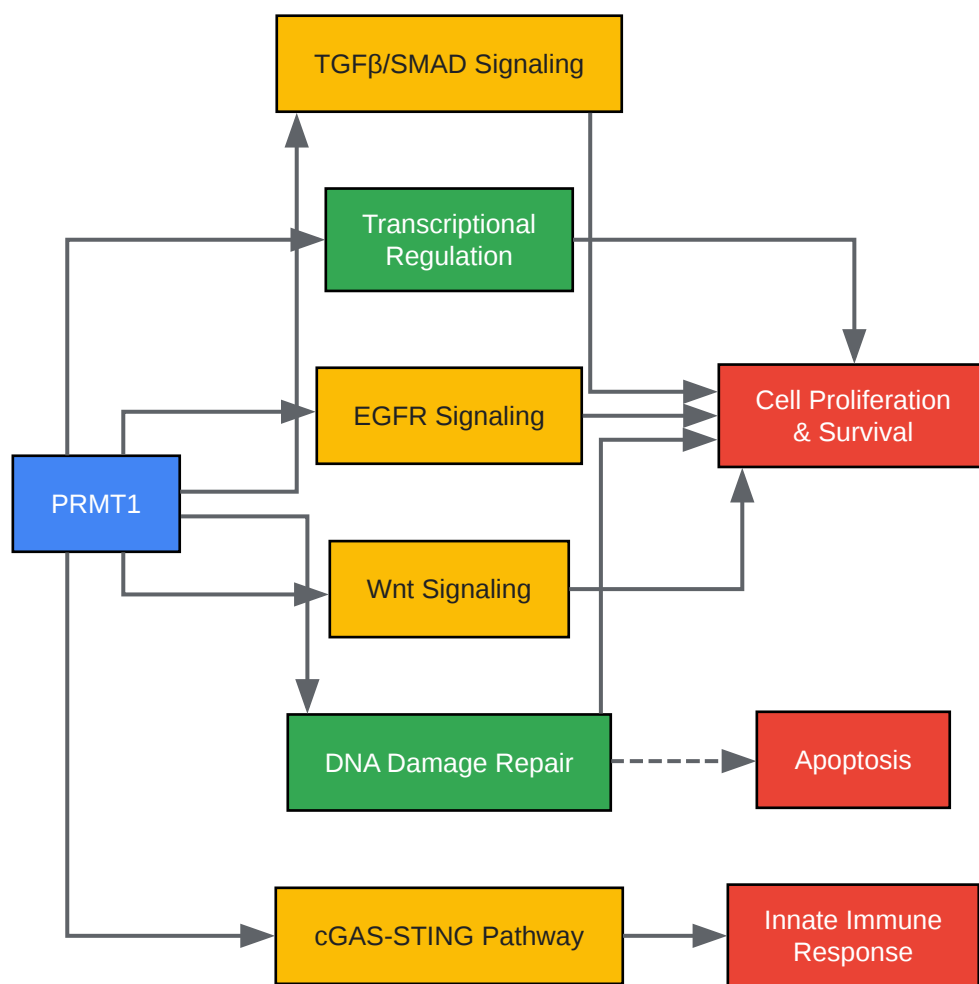 TGFβ/SMAD Signaling
Transcriptional
Regulation
EGFR Signaling
Cell Proliferation
& Survival
PRMT1
Wnt Signaling
DNA Damage Repair
Apoptosis
cGAS-STING Pathway
Innate Immune
Response